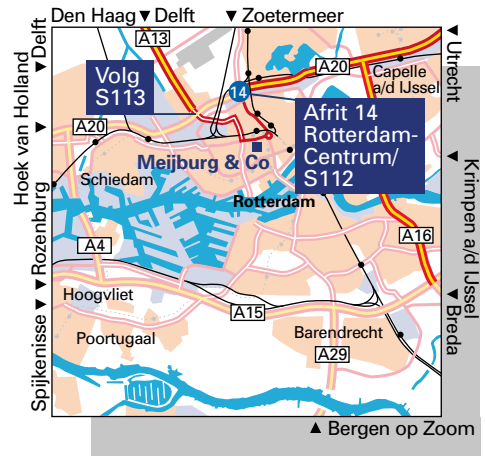 Den Haag ▼ Delft ▼ Zoetermeer
A13
Delft
Hoek van Holland
Rozenburg
Spijkenisse
Utrecht
Krimpen a/d IJssel
Breda
Volg
S113
14
A20
Capelle
a/d IJssel
Afrit 14
Rotterdam-
Centrum/
S112
A20
Meijburg & Co
Schiedam
Rotterdam
A4
A16
Hoogvliet
A15
Poortugaal
Barendrecht
A29
▲ Bergen op Zoom